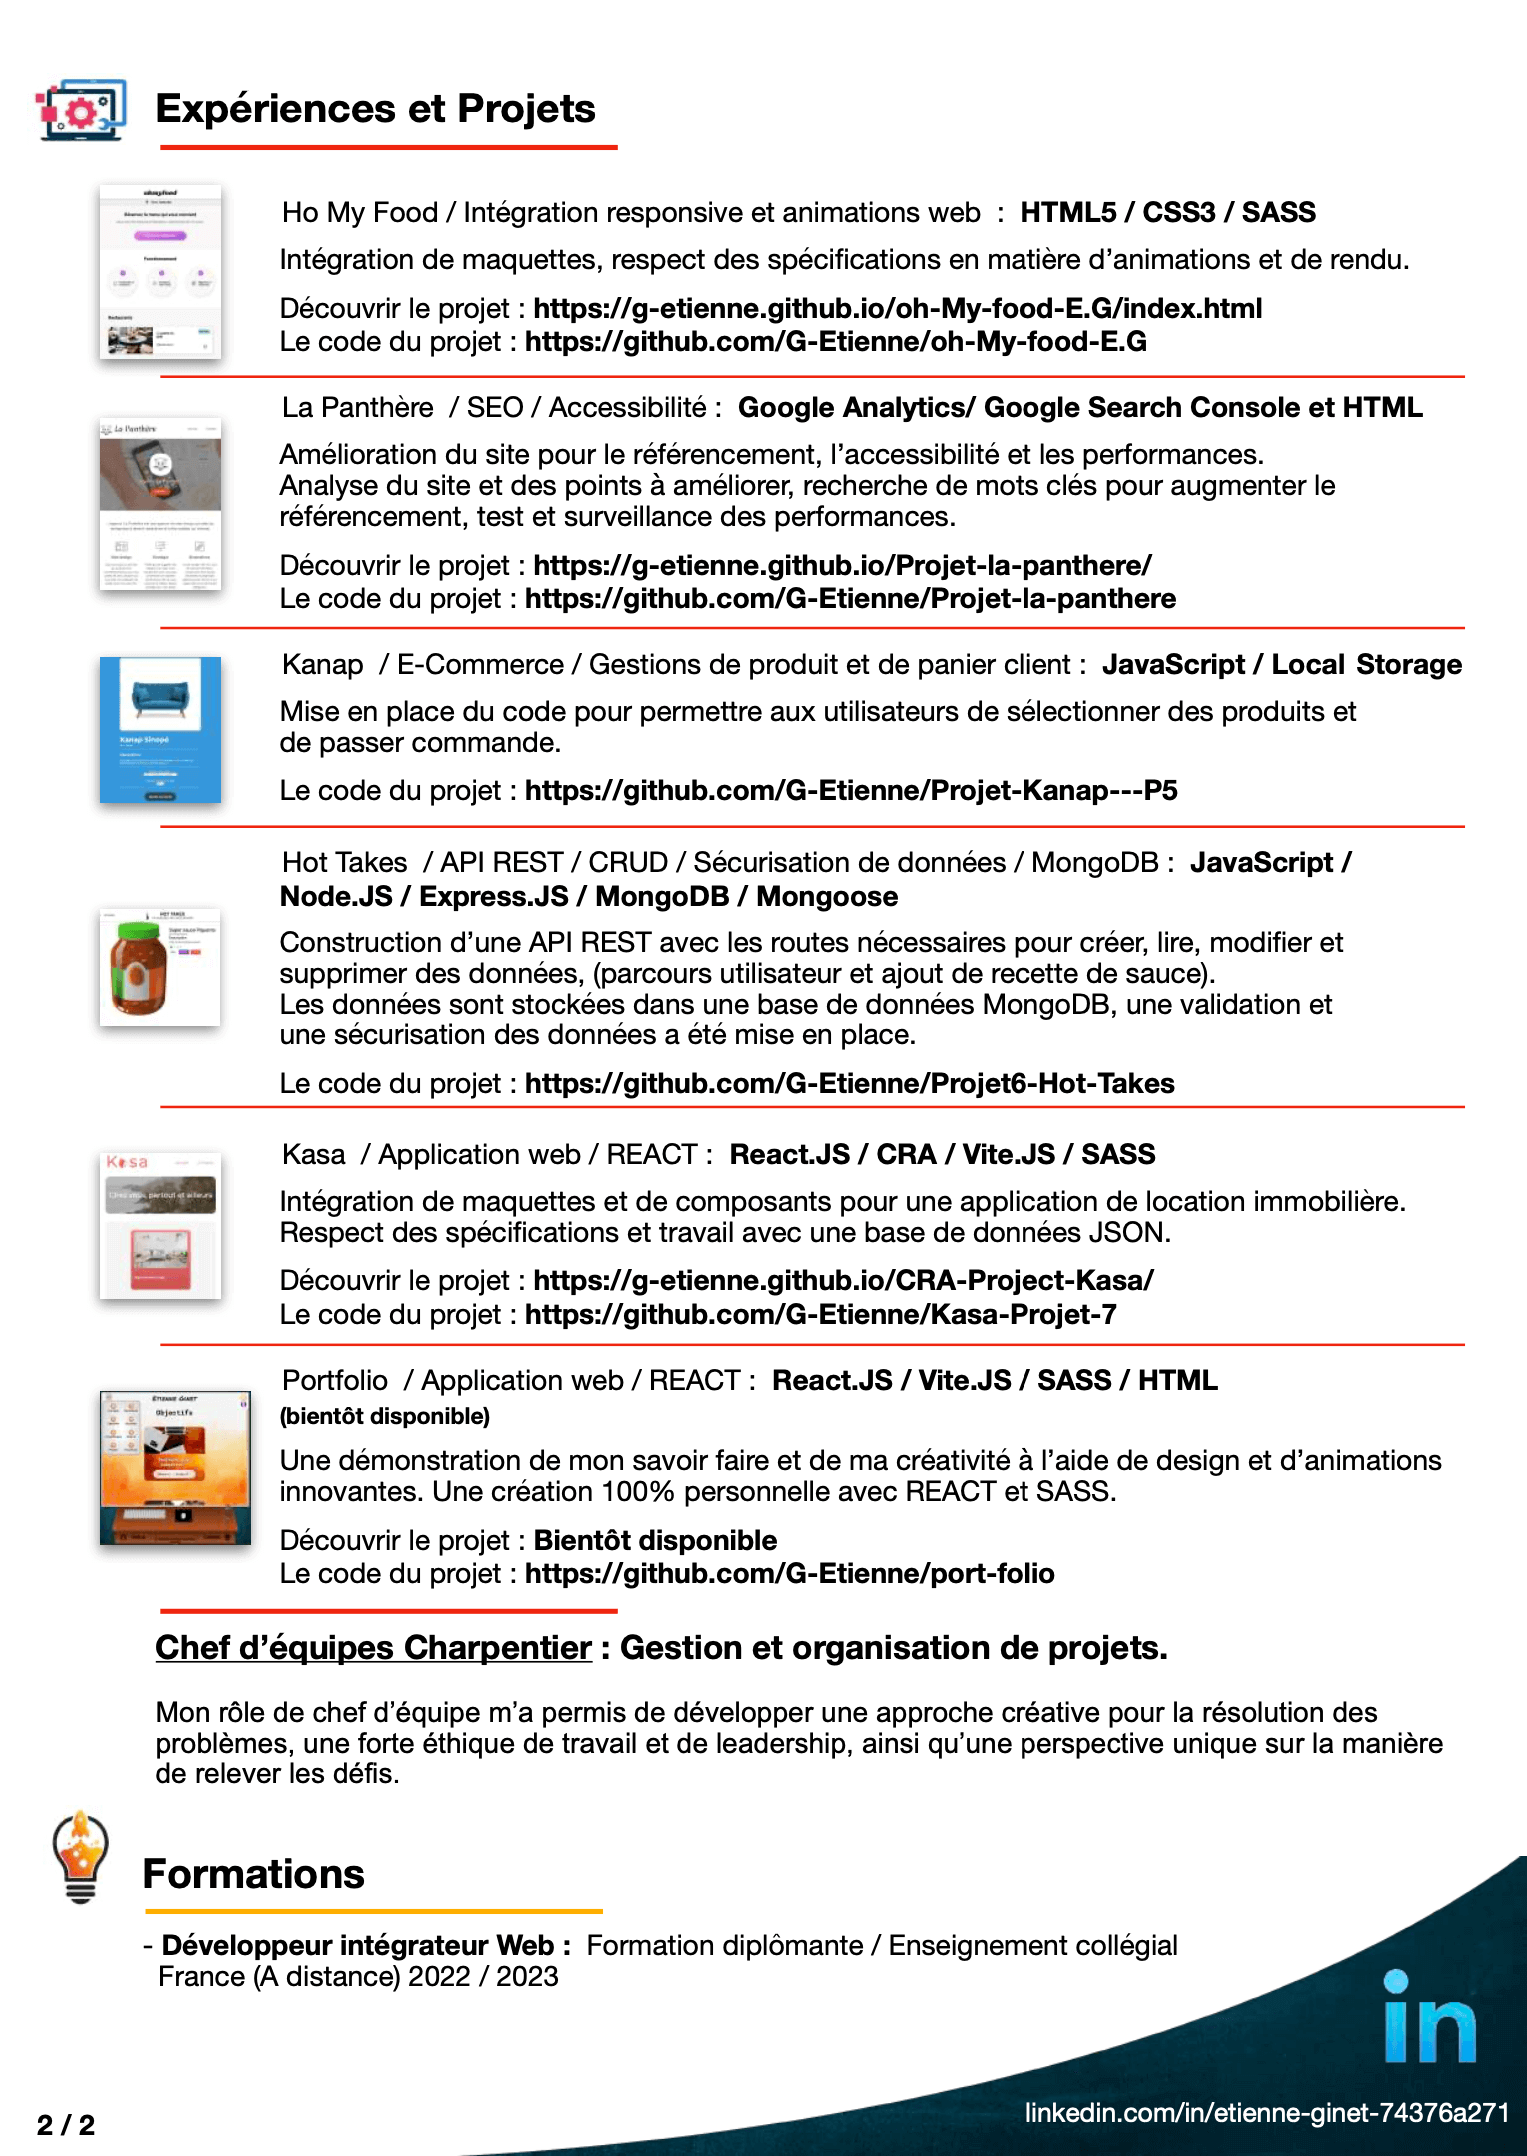 Expériences et Projets
Ho My Food / Intégration responsive et animations web : HTML5 / CSS3 / SASS
Intégration de maquettes, respect des spécifications en matière d’animations et de rendu.
Découvrir le projet : https://g-etienne.github.io/oh-My-food-E.G/index.html
Le code du projet : https://github.com/G-Etienne/oh-My-food-E.G
La Panthère / SEO / Accessibilité : Google Analytics/ Google Search Console et HTML
La Panthère
Amélioration du site pour le référencement, l’accessibilité et les performances.
Analyse du site et des points à améliorer, recherche de mots clés pour augmenter le
référencement, test et surveillance des performances.
Découvrir le projet : https://g-etienne.github.io/Projet-la-panthere/
Le code du projet : https://github.com/G-Etienne/Projet-la-panthere
Kanap / E-Commerce / Gestions de produit et de panier client : JavaScript / Local Storage
Mise en place du code pour permettre aux utilisateurs de sélectionner des produits et
de passer commande.
Kanap Sinopé
Le code du projet : https://github.com/G-Etienne/Projet-Kanap---P5
Hot Takes / API REST / CRUD / Sécurisation de données / MongoDB : JavaScript /
Node.JS / Express.JS / MongoDB / Mongoose
HOT TAKES
Construction d’une API REST avec les routes nécessaires pour créer, lire, modifier et
supprimer des données, (parcours utilisateur et ajout de recette de sauce).
Les données sont stockées dans une base de données MongoDB, une validation et
une sécurisation des données a été mise en place.
Le code du projet : https://github.com/G-Etienne/Projet6-Hot-Takes
Kasa / Application web / REACT : React.JS / CRA / Vite.JS / SASS
Kasa
Chez vous, partout et ailleurs
Intégration de maquettes et de composants pour une application de location immobilière.
Respect des spécifications et travail avec une base de données JSON.
Découvrir le projet : https://g-etienne.github.io/CRA-Project-Kasa/
Le code du projet : https://github.com/G-Etienne/Kasa-Projet-7
Portfolio / Application web / REACT : React.JS / Vite.JS / SASS / HTML
(bientôt disponible)
ETIENNE GINET
Objectifs
Une démonstration de mon savoir faire et de ma créativité à l’aide de design et d’animations
innovantes. Une création 100% personnelle avec REACT et SASS.
Découvrir le projet : Bientôt disponible
Le code du projet : https://github.com/G-Etienne/port-folio
Chef d’équipes Charpentier : Gestion et organisation de projets.
Mon rôle de chef d’équipe m’a permis de développer une approche créative pour la résolution des
problèmes, une forte éthique de travail et de leadership, ainsi qu’une perspective unique sur la manière
de relever les défis.
Formations
- Développeur intégrateur Web : Formation diplômante / Enseignement collégial
France (A distance) 2022 / 2023
in
linkedin.com/in/etienne-ginet-74376a271
2 / 2